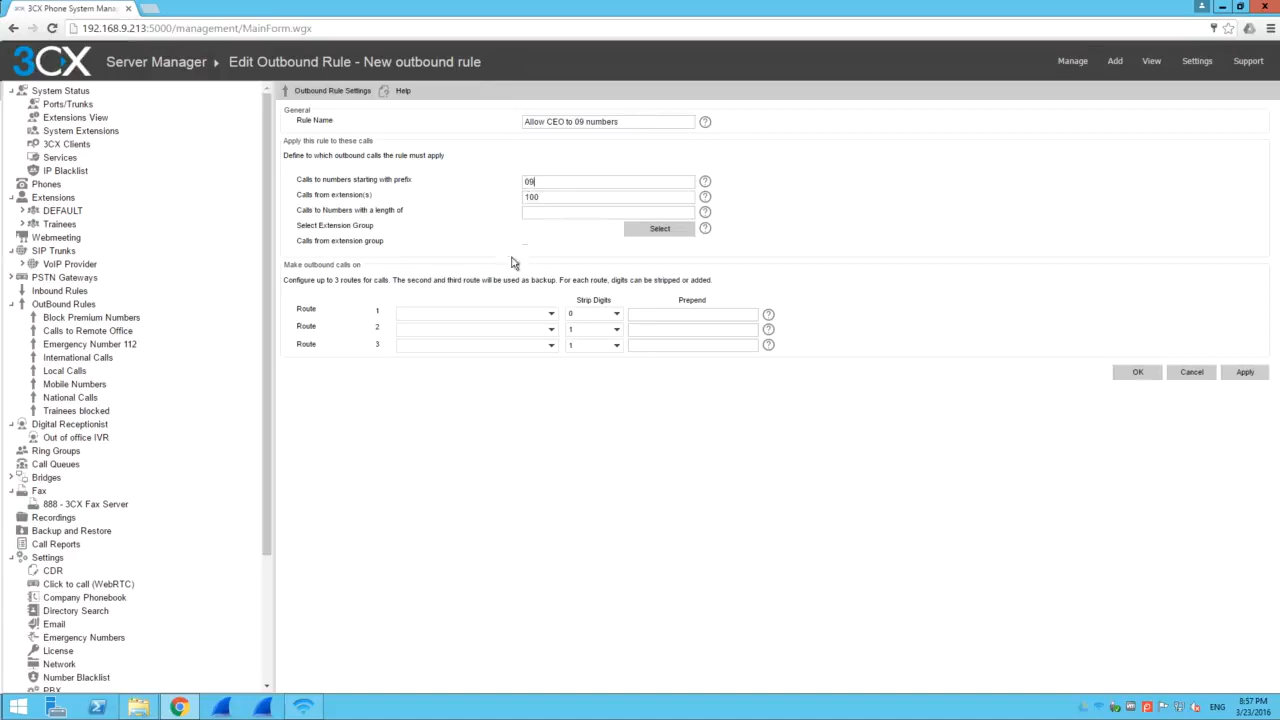 3CX Phone System Mana
192.168.9.213:5000/management/MainForm.wgx
3CX Server Manager ▸ Edit Outbound Rule - New outbound rule
Manage Add View Settings Support
System Status
Ports/Trunks
Extensions View
System Extensions
3CX Clients
Services
IP Blacklist
Phones
Extensions
DEFAULT
Trainees
Webmeeting
SIP Trunks
VoIP Provider
PSTN Gateways
Inbound Rules
OutBound Rules
Block Premium Numbers
Calls to Remote Office
Emergency Number 112
International Calls
Local Calls
Mobile Numbers
National Calls
Trainees blocked
Digital Receptionist
Out of office IVR
Ring Groups
Call Queues
Bridges
Fax
888 - 3CX Fax Server
Recordings
Backup and Restore
Call Reports
Settings
CDR
Click to call (WebRTC)
Company Phonebook
Directory Search
Email
Emergency Numbers
License
Network
Number Blacklist
PBX
Outbound Rule Settings Help
General
Rule Name Allow CEO to 09 numbers
Apply this rule to these calls
Define to which outbound calls the rule must apply
Calls to numbers starting with prefix 09
Calls from extension(s) 100
Calls to Numbers with a length of
Select Extension Group Select
Calls from extension group ...
Make outbound calls on
Configure up to 3 routes for calls. The second and third route will be used as backup. For each route, digits can be stripped or added.
Strip Digits Prepend
Route 1 0
Route 2 1
Route 3 1
OK Cancel Apply
ENG
8:57 PM
3/23/2016